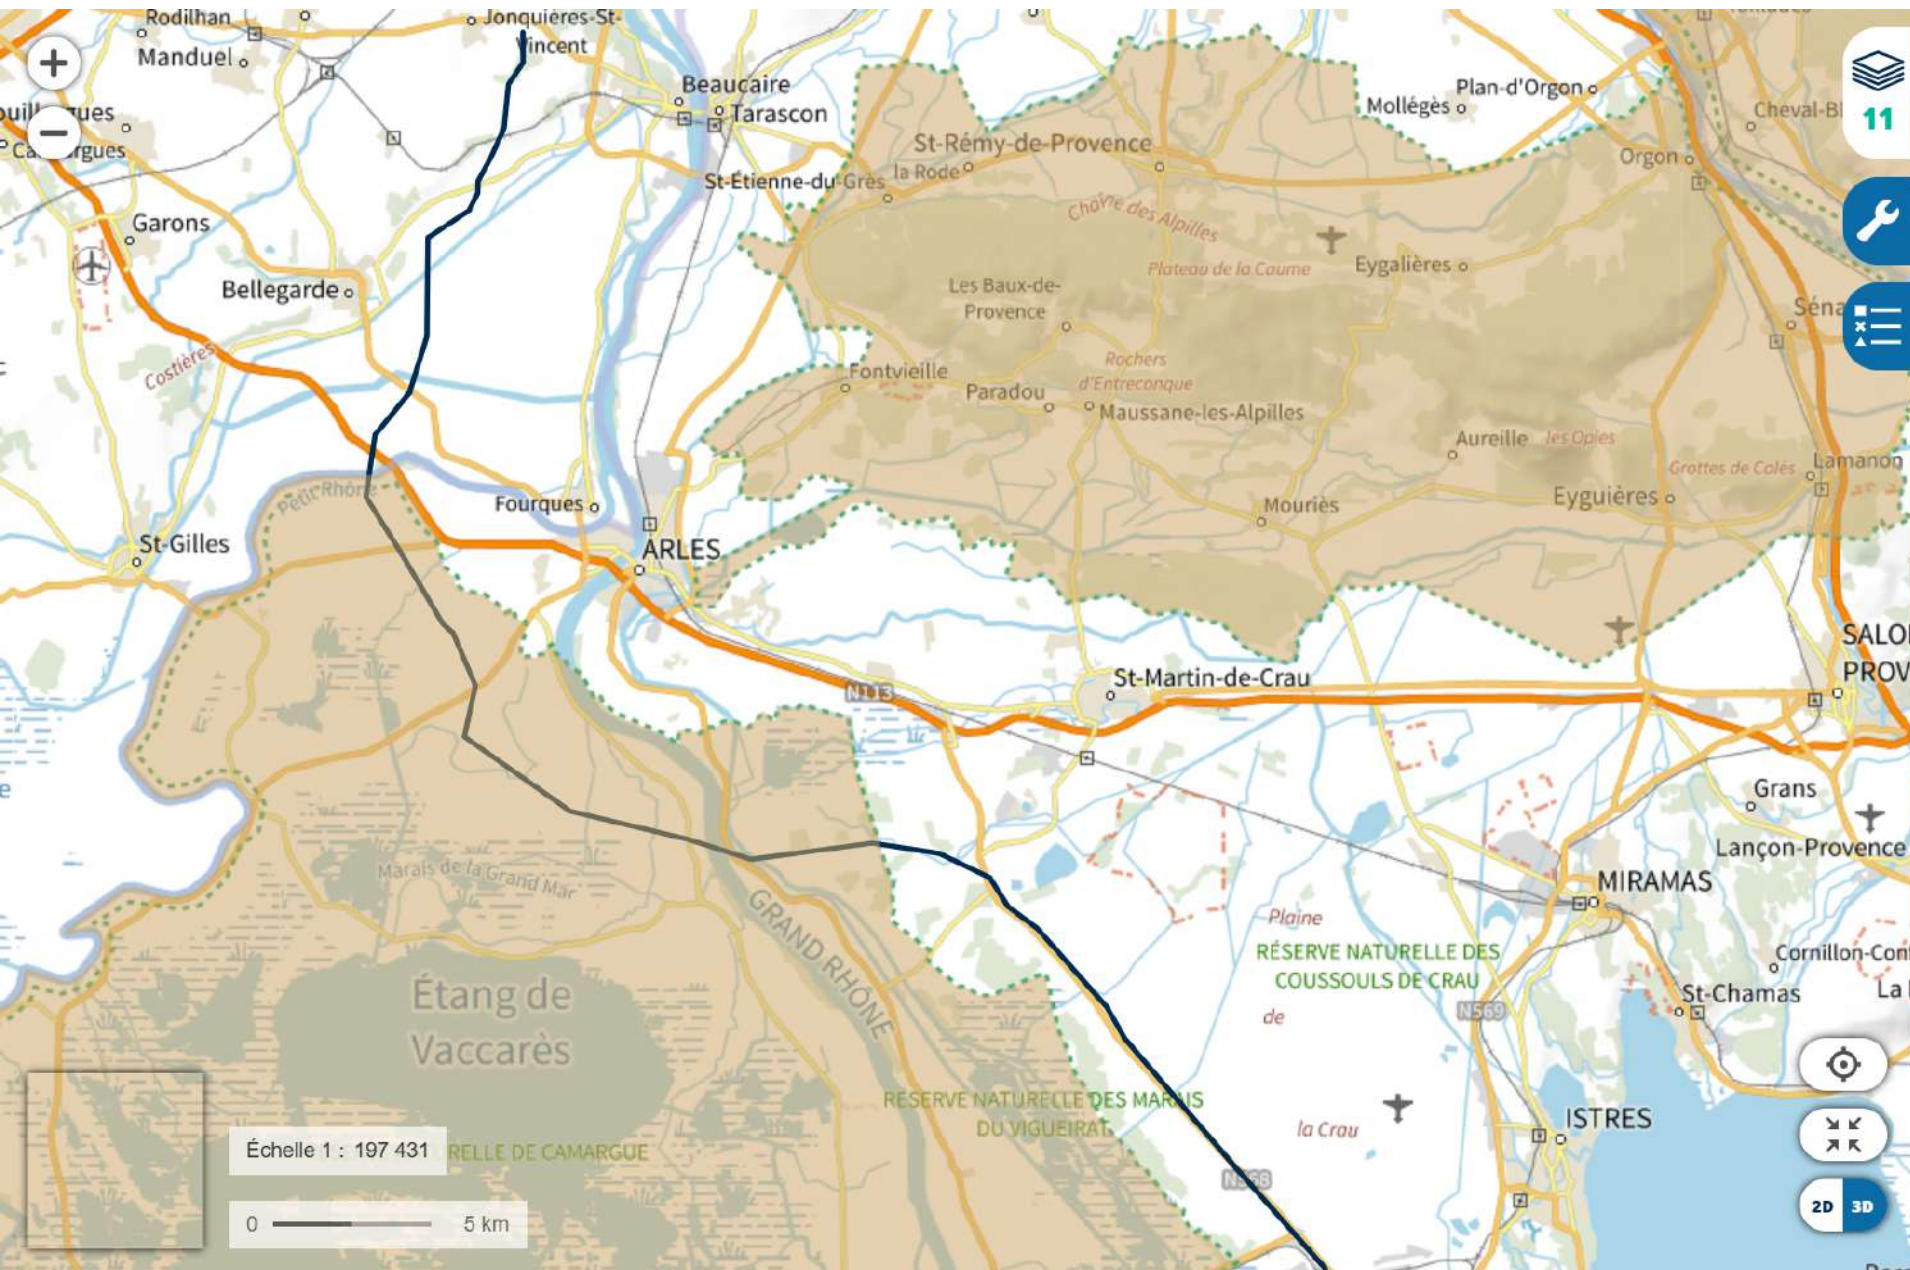 Rodilhan
Jonquières-St-
Vincent
Manduel
Beaucaire
Tarascon
Plan-d'Orgon
Mollégès
11
St-Rémy-de-Provence
la Rode
Orgon
St-Étienne-du-Grès
Chaîne des Alpilles
Garons
Plateau de la Caume
Eygalières
Bellegarde
Les Baux-de-
Provence
Costières
Rochers
d'Entreconque
Fontvieille
Paradou
Maussane-les-Alpilles
Aureille
les Opies
Grottes de Calès
Lamanon
Petit Rhône
Fourques
Mouriès
Eyguières
St-Gilles
ARLES
St-Martin-de-Crau
N113
SALO
PROV
Grans
Lançon-Provence
Marais de la Grand Mar
MIRAMAS
GRAND RHÔNE
Plaine
RÉSERVE NATURELLE DES
COUSSOULS DE CRAU
Cornillon-Con
Étang de
Vaccarès
de
N569
St-Chamas
La
RÉSERVE NATURELLE DES MARAIS
DU VIGUEIRAT
la Crau
ISTRES
Échelle 1 : 197 431
RELLE DE CAMARGUE
N568
2D 3D
0 5 km